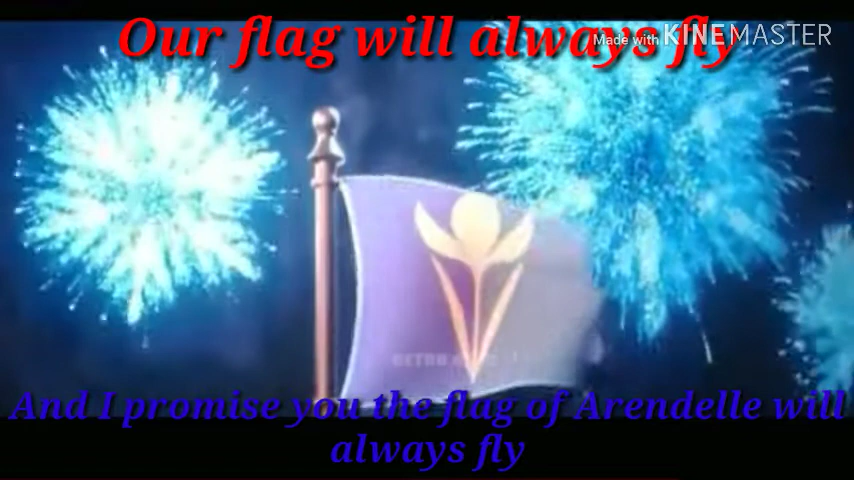 Our flag will always fly
Made with KINEMASTER
And I promise you the flag of Arendelle will
always fly